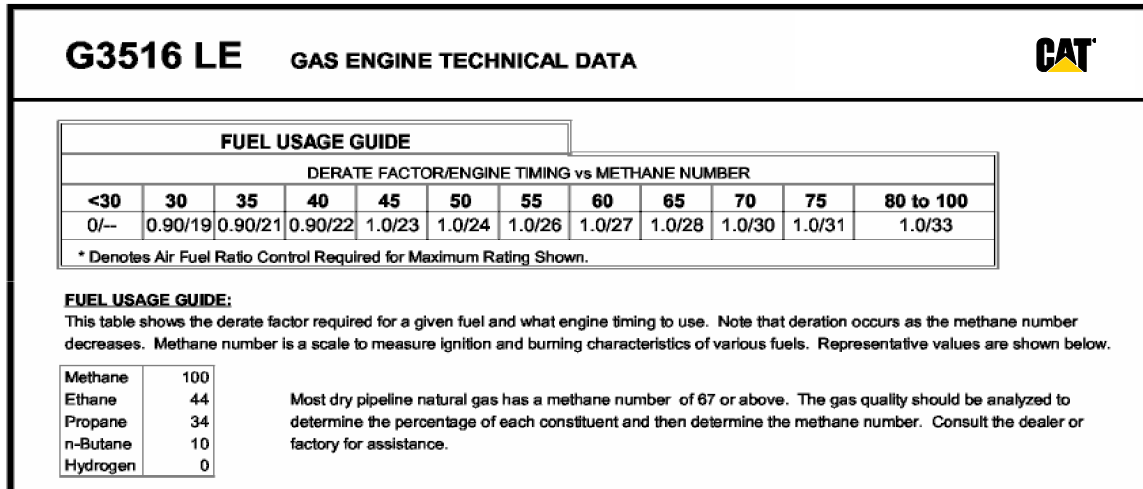 G3516 LE GAS ENGINE TECHNICAL DATA CAT
FUEL USAGE GUIDE
DERATE FACTOR/ENGINE TIMING vs METHANE NUMBER
<30 30 35 40 45 50 55 60 65 70 75 80 to 100
0/-- 0.90/19 0.90/21 0.90/22 1.0/23 1.0/24 1.0/26 1.0/27 1.0/28 1.0/30 1.0/31 1.0/33
* Denotes Air Fuel Ratio Control Required for Maximum Rating Shown.
FUEL USAGE GUIDE:
This table shows the derate factor required for a given fuel and what engine timing to use. Note that deration occurs as the methane number
decreases. Methane number is a scale to measure ignition and burning characteristics of various fuels. Representative values are shown below.
Methane 100
Ethane 44
Propane 34
n-Butane 10
Hydrogen 0
Most dry pipeline natural gas has a methane number of 67 or above. The gas quality should be analyzed to
determine the percentage of each constituent and then determine the methane number. Consult the dealer or
factory for assistance.